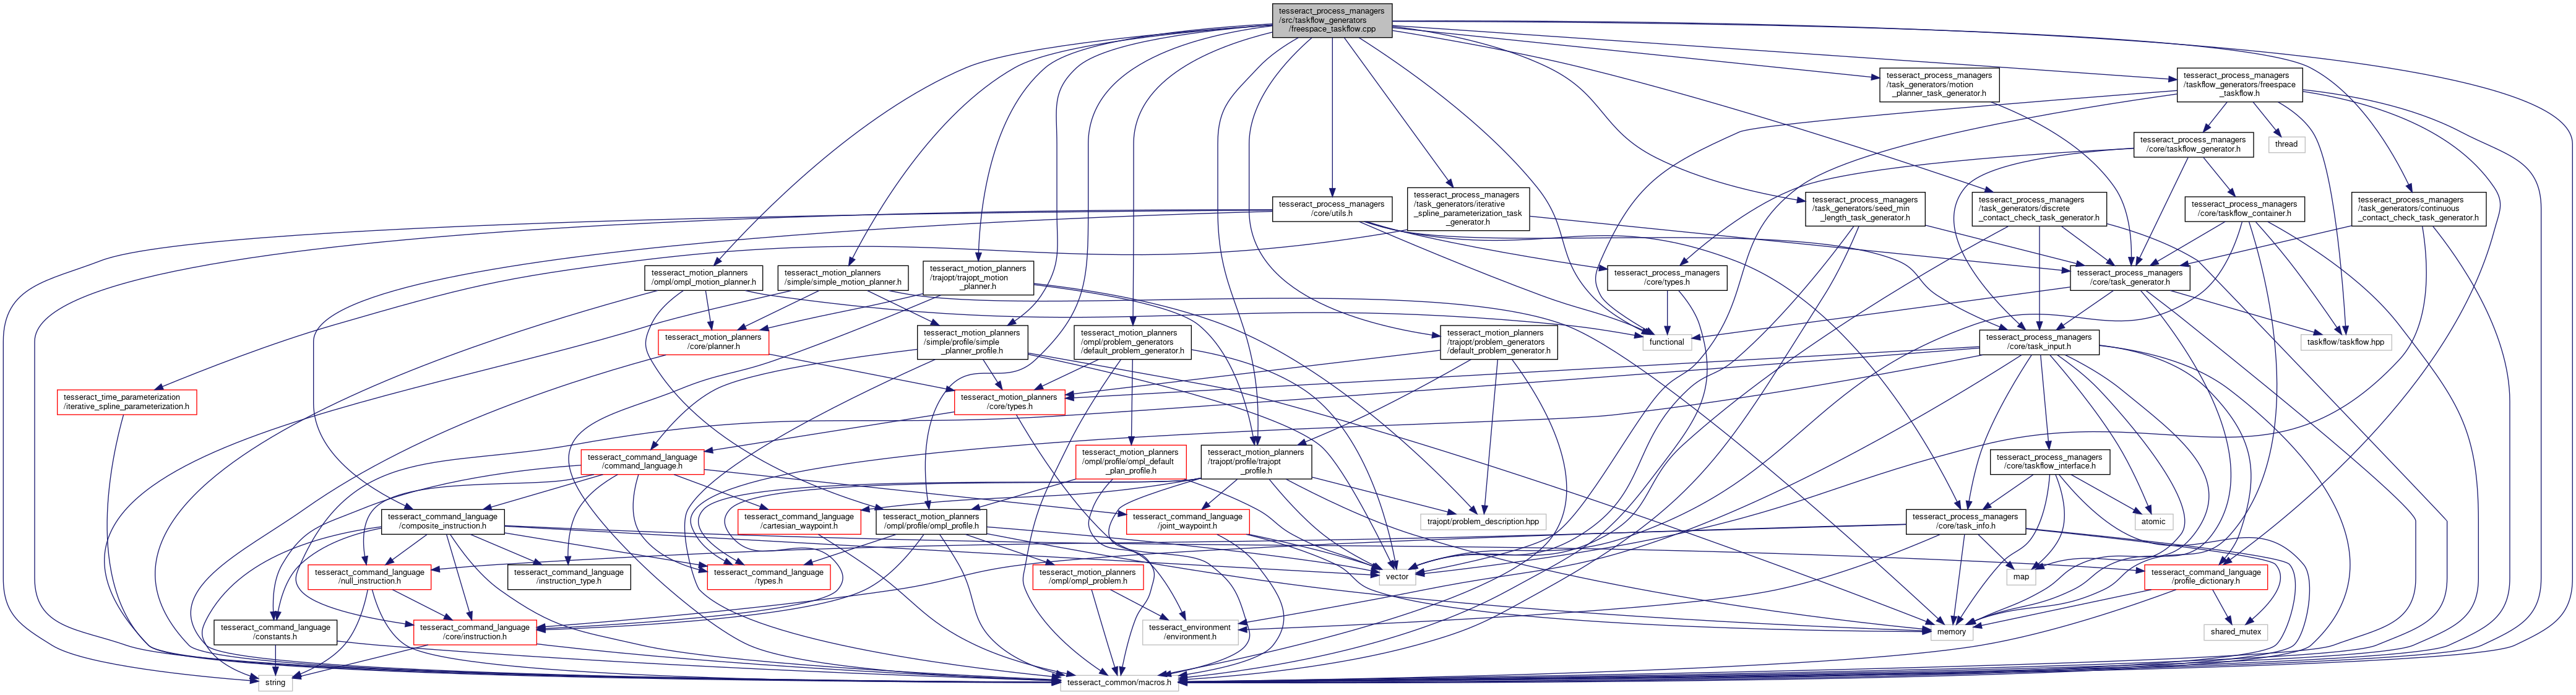 tesseract_process_managers
/src/taskflow_generators
/freespace_taskflow.cpp
tesseract_process_managers
/task_generators/motion
_planner_task_generator.h
tesseract_process_managers
/taskflow_generators/freespace
_taskflow.h
tesseract_process_managers
/core/taskflow_generator.h
thread
tesseract_process_managers
/core/utils.h
tesseract_process_managers
/task_generators/iterative
_spline_parameterization_task
_generator.h
tesseract_process_managers
/task_generators/seed_min
_length_task_generator.h
tesseract_process_managers
/task_generators/discrete
_contact_check_task_generator.h
tesseract_process_managers
/core/taskflow_container.h
tesseract_process_managers
/task_generators/continuous
_contact_check_task_generator.h
tesseract_motion_planners
/ompl/ompl_motion_planner.h
tesseract_motion_planners
/simple/simple_motion_planner.h
tesseract_motion_planners
/trajopt/trajopt_motion
_planner.h
tesseract_process_managers
/core/types.h
tesseract_process_managers
/core/task_generator.h
tesseract_motion_planners
/core/planner.h
tesseract_motion_planners
/simple/profile/simple
_planner_profile.h
tesseract_motion_planners
/ompl/problem_generators
/default_problem_generator.h
tesseract_motion_planners
/trajopt/problem_generators
/default_problem_generator.h
functional
tesseract_process_managers
/core/task_input.h
taskflow/taskflow.hpp
tesseract_time_parameterization
/iterative_spline_parameterization.h
tesseract_motion_planners
/core/types.h
tesseract_command_language
/command_language.h
tesseract_motion_planners
/ompl/profile/ompl_default
_plan_profile.h
tesseract_motion_planners
/trajopt/profile/trajopt
_profile.h
tesseract_process_managers
/core/taskflow_interface.h
tesseract_command_language
/composite_instruction.h
tesseract_command_language
/cartesian_waypoint.h
tesseract_motion_planners
/ompl/profile/ompl_profile.h
tesseract_command_language
/joint_waypoint.h
trajopt/problem_description.hpp
tesseract_process_managers
/core/task_info.h
atomic
tesseract_command_language
/null_instruction.h
tesseract_command_language
/instruction_type.h
tesseract_command_language
/types.h
tesseract_motion_planners
/ompl/ompl_problem.h
vector
map
tesseract_command_language
/profile_dictionary.h
tesseract_command_language
/constants.h
tesseract_command_language
/core/instruction.h
tesseract_environment
/environment.h
memory
shared_mutex
string
tesseract_common/macros.h